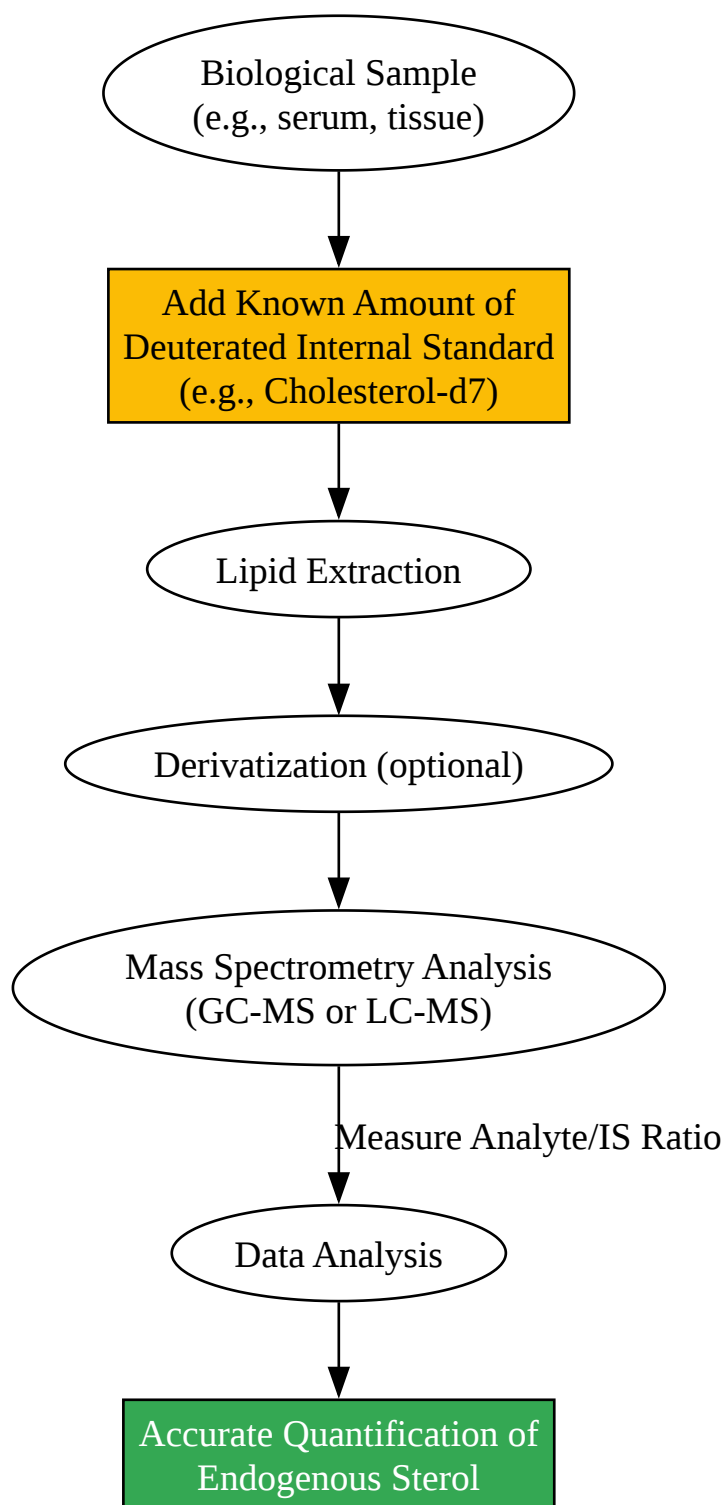 Biological Sample
(e.g., serum, tissue)
Add Known Amount of
Deuterated Internal Standard
(e.g., Cholesterol-d7)
Lipid Extraction
Derivatization (optional)
Mass Spectrometry Analysis
(GC-MS or LC-MS)
Measure Analyte/IS Ratio
Data Analysis
Accurate Quantification of
Endogenous Sterol